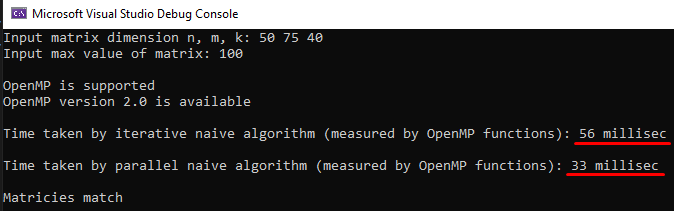 Microsoft Visual Studio Debug Console
Input matrix dimension n, m, k: 50 75 40
Input max value of matrix: 100
OpenMP is supported
OpenMP version 2.0 is available
Time taken by iterative naive algorithm (measured by OpenMP functions): 56 millisec
Time taken by parallel naive algorithm (measured by OpenMP functions): 33 millisec
Matricies match